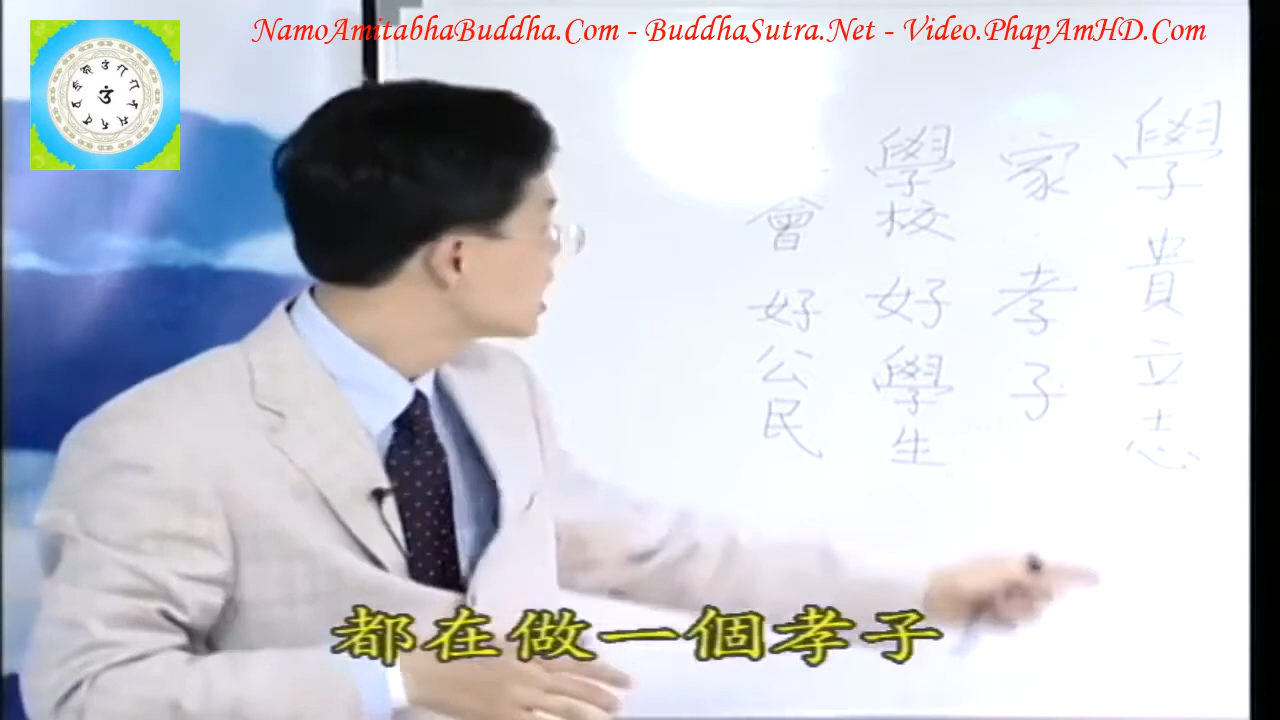 NamoAmitabhaBuddha.Com - BuddhaSutra.Net - Video.PhapAmHD.Com
學貴立志
家 孝子
學校 好學生
會 好公民
都在做一個孝子